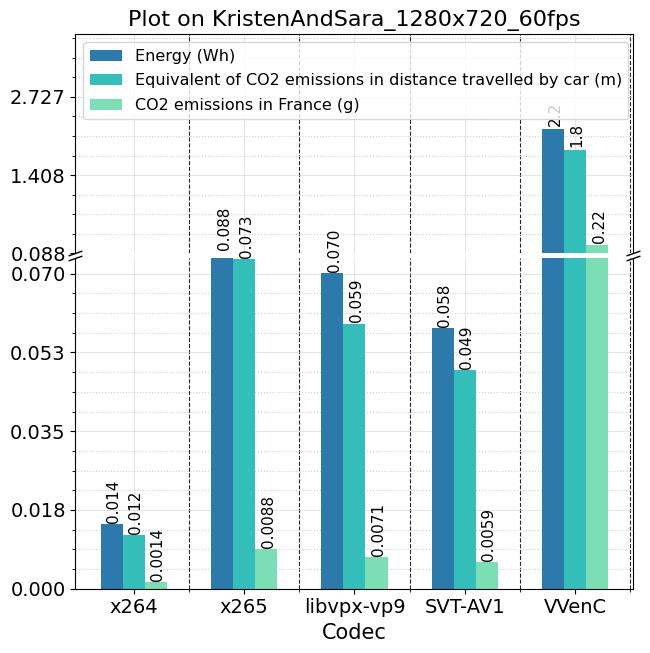 Plot on KristenAndSara_1280x720_60fps
Energy (Wh)
Equivalent of CO2 emissions in distance travelled by car (m)
CO2 emissions in France (g)
2.727
1.408
0.088
0.070
0.053
0.035
0.018
0.000
0.014
0.012
0.0014
0.088
0.073
0.0088
0.070
0.059
0.0071
0.058
0.049
0.0059
2.2
1.8
0.22
x264
x265
libvpx-vp9
SVT-AV1
VVenC
Codec